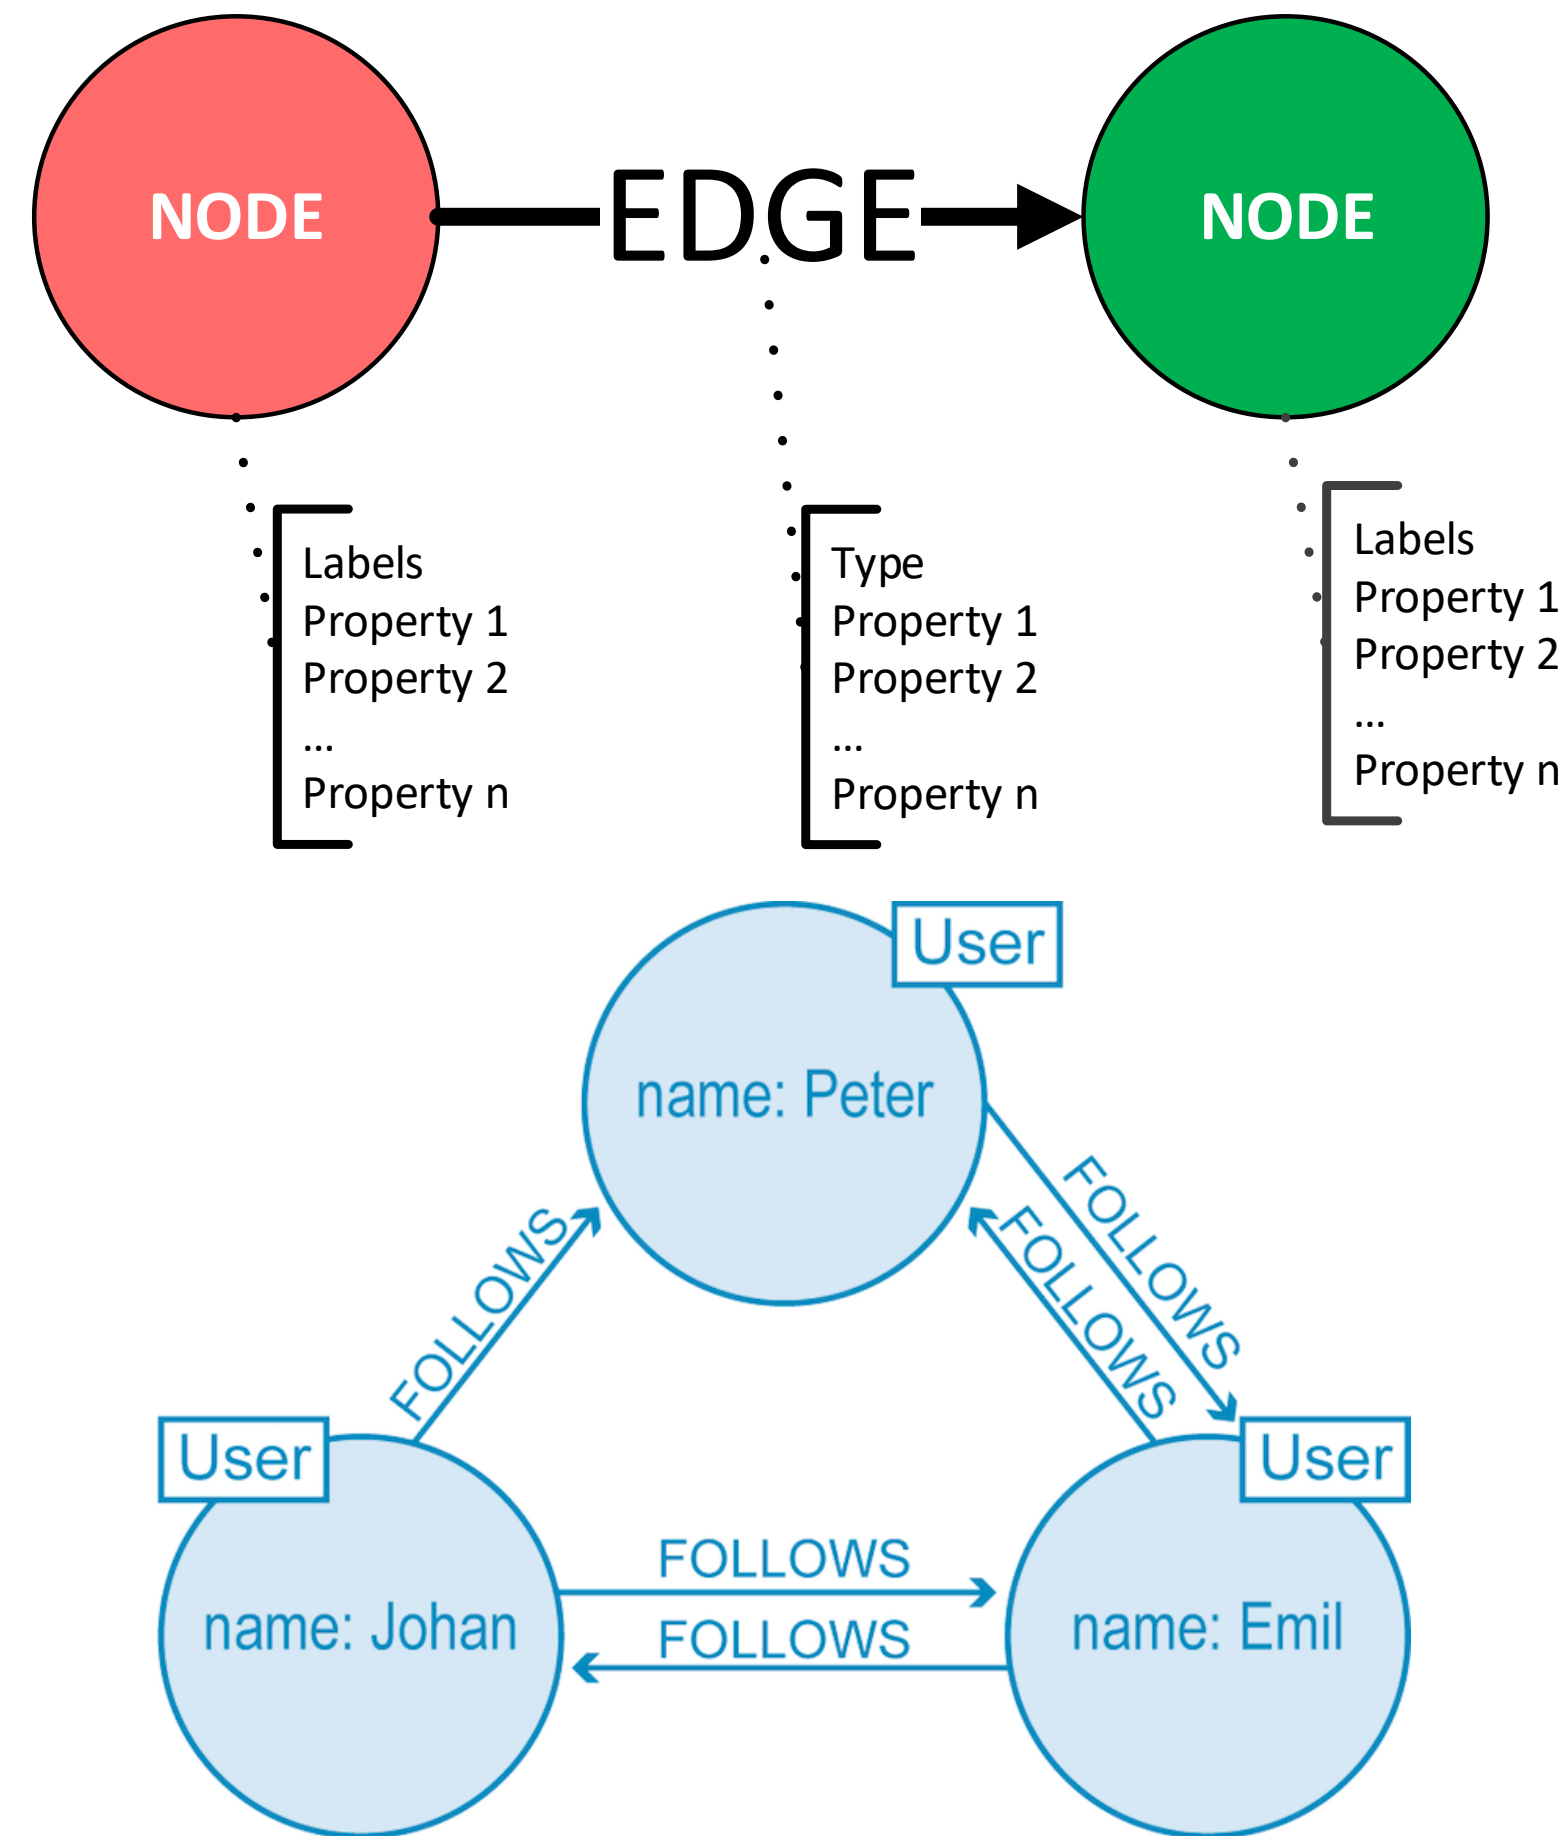 NODE
EDGE
NODE
Labels
Property 1
Property 2
...
Property n
Type
Property 1
Property 2
...
Property n
Labels
Property 1
Property 2
...
Property n
User
name: Peter
FOLLOWS
FOLLOWS
FOLLOWS
User
name: Johan
FOLLOWS
FOLLOWS
User
name: Emil